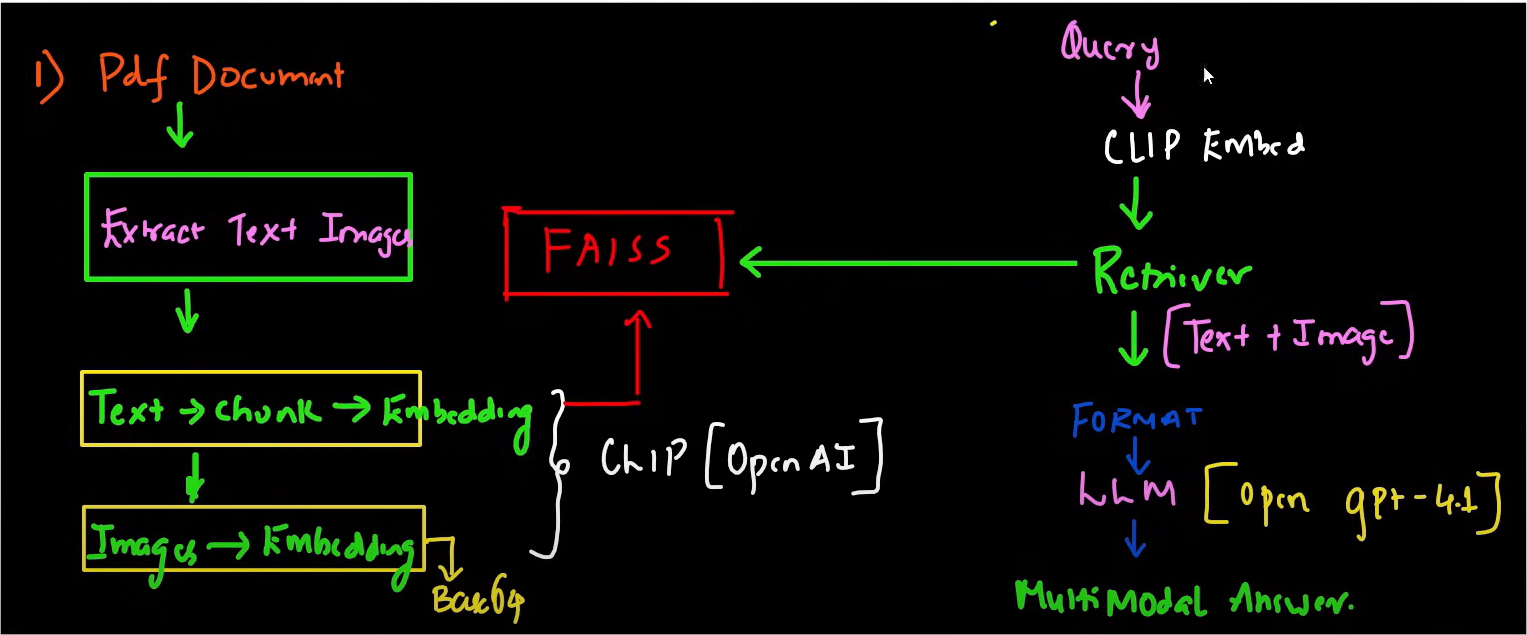 1) Pdf Document
Extract Text Images
Text → Chunk → Embedding
Images → Embedding
Base64
FAISS
CLIP [OpenAI]
Query
CLIP Embed
Retriever
[Text + Image]
FORMAT
LLM [Open gpt-4.1]
MultiModal Answer.